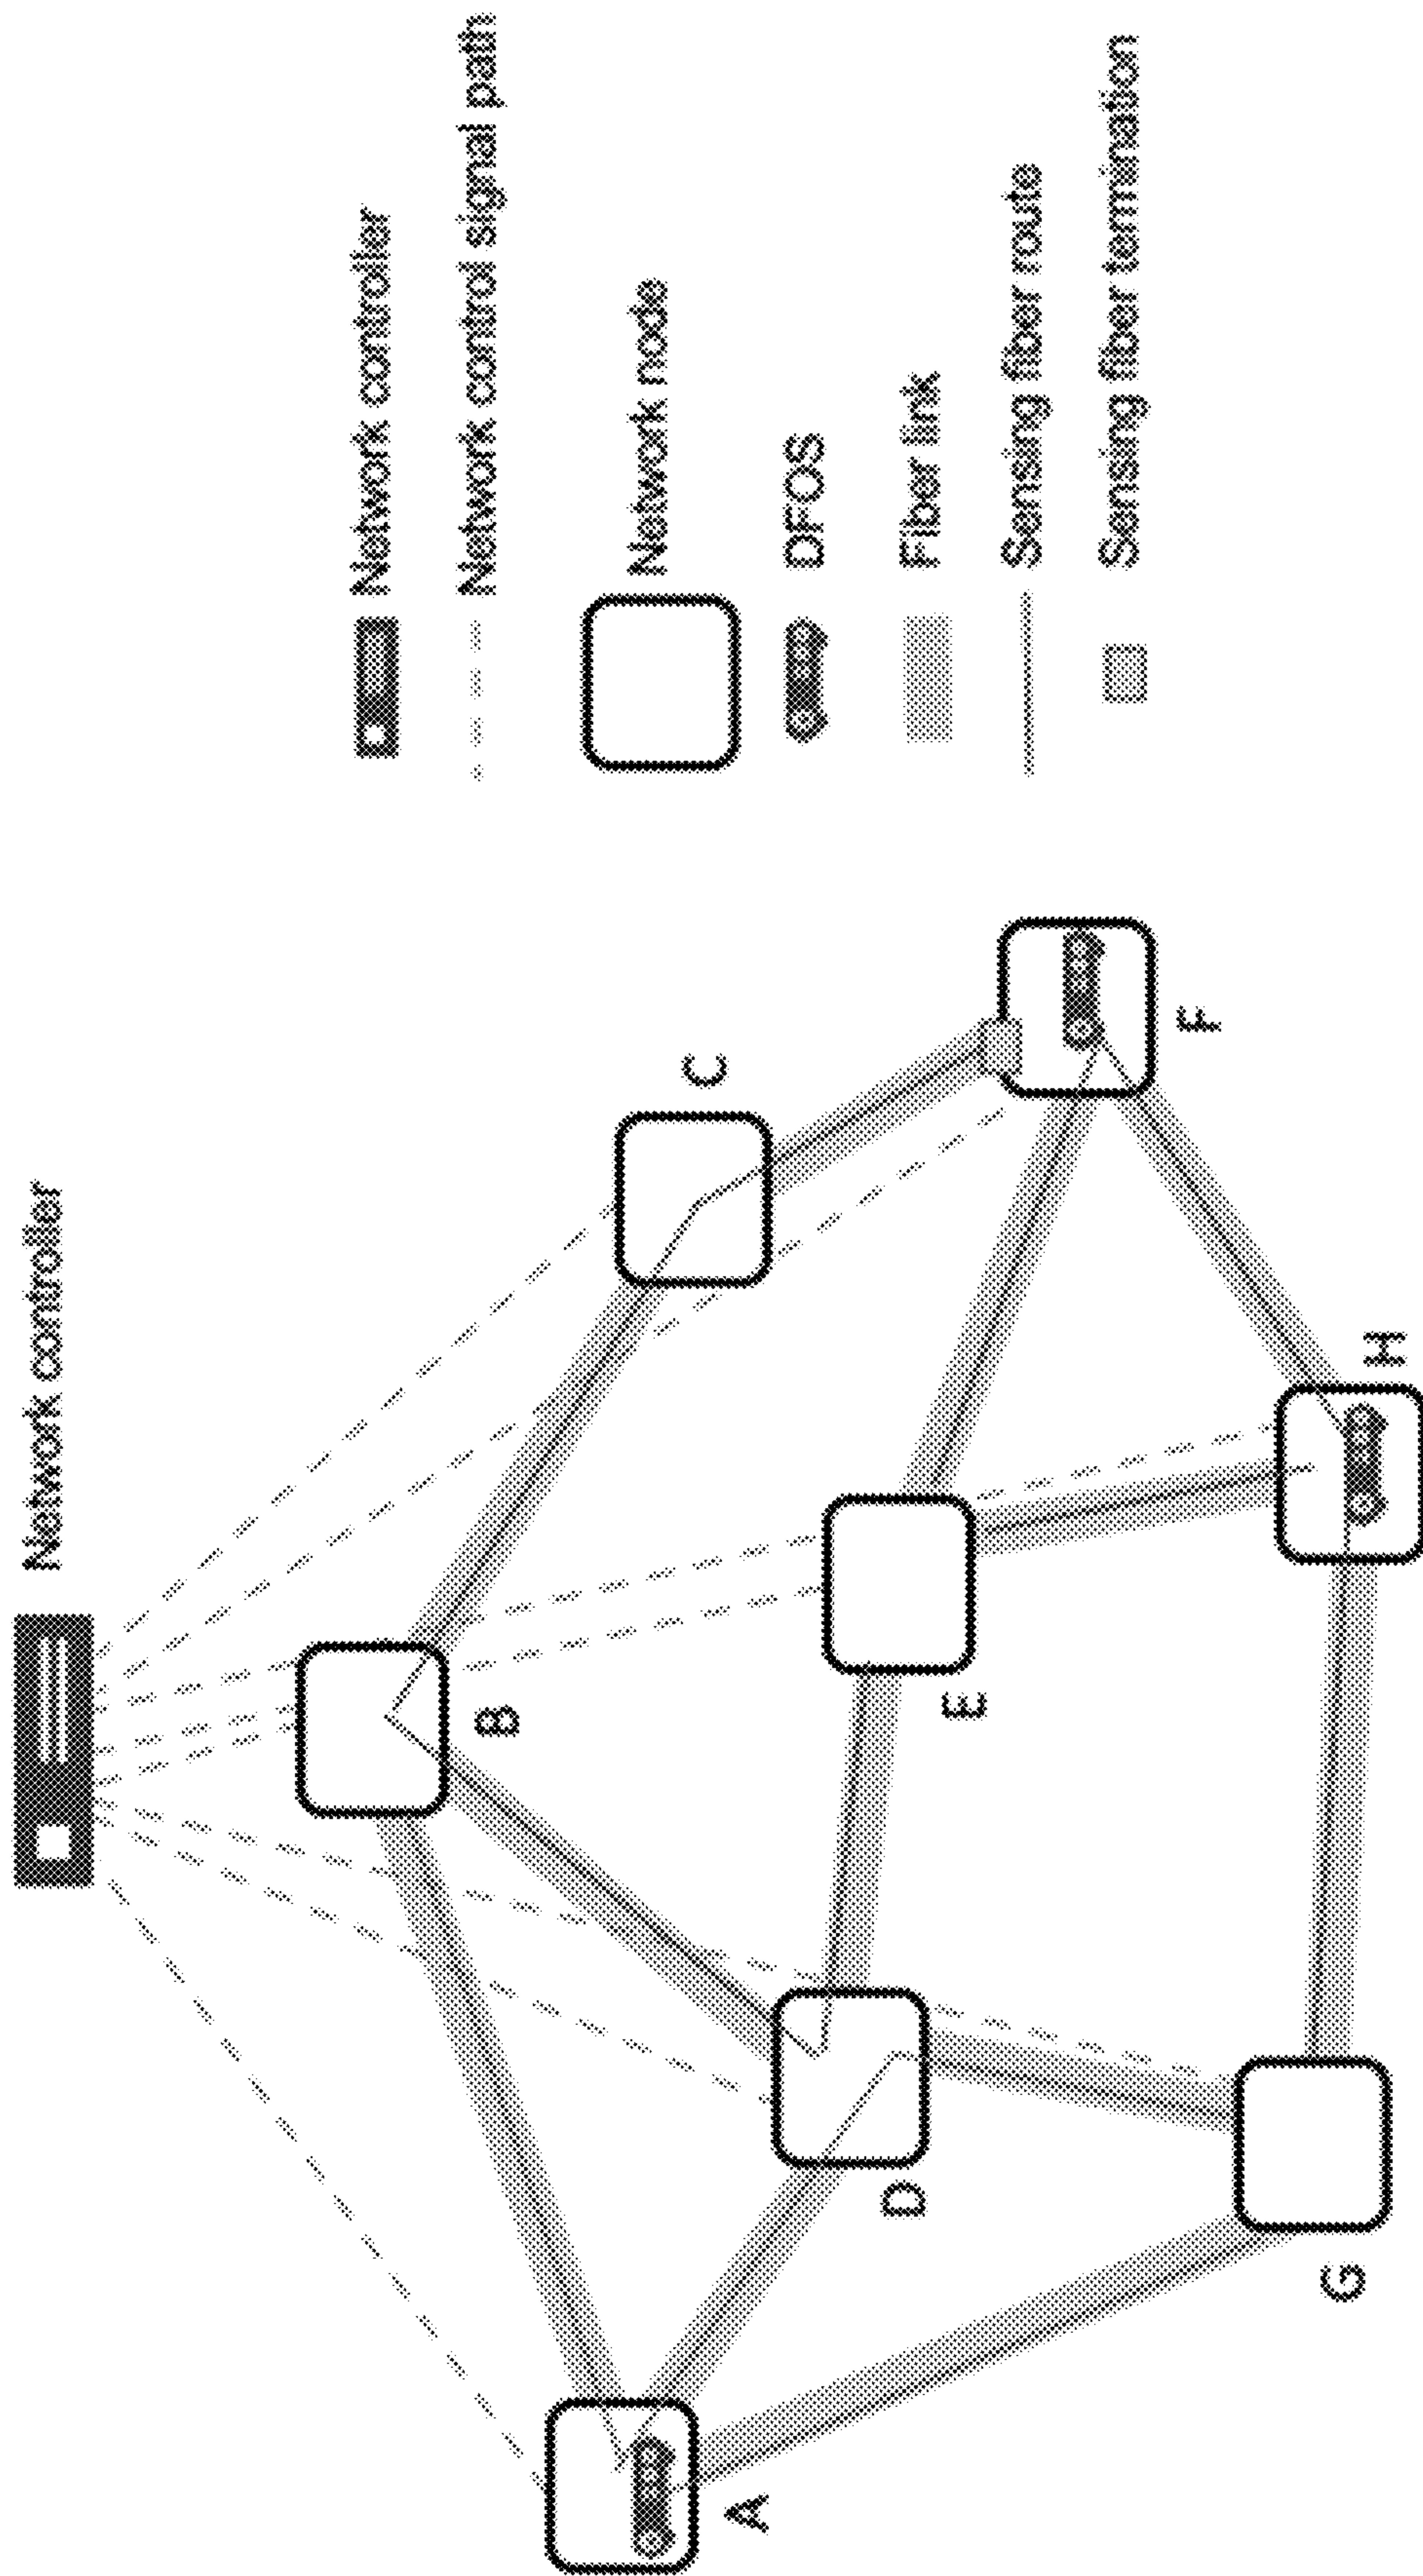 Network controller
B
C
A
D
E
F
G
H
Network controller
Network control signal path
Network node
DFOS
Fiber link
Sensing fiber route
Sensing fiber termination